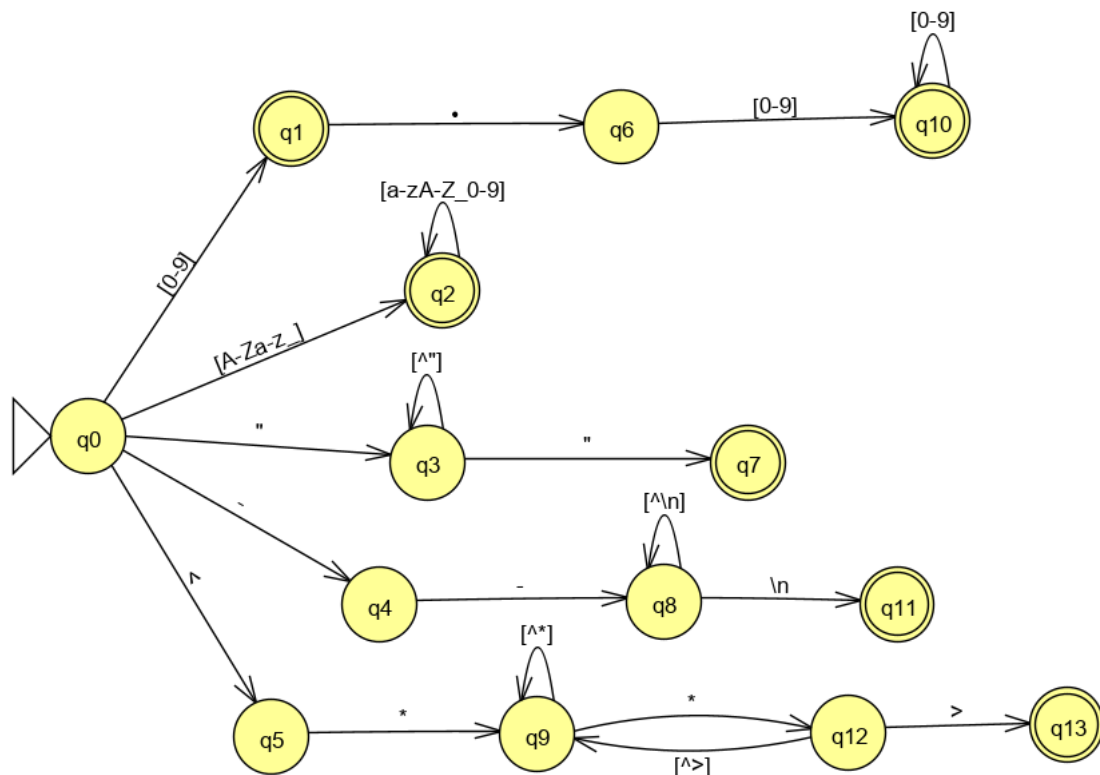 [0-9]
q1
.
q6
[0-9]
q10
[0-9]
[a-zA-Z_0-9]
q2
[A-Za-z_]
[^"]
q0
"
q3
"
q7
-
[^\n]
q4
-
q8
\n
q11
^
[^*]
q5
*
q9
*
q12
>
q13
[^>]